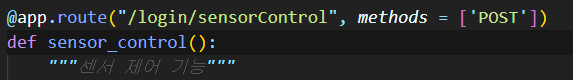 @app.route("/login/sensorControl", methods = ['POST'])
def sensor_control():
"""센서 제어 기능"""